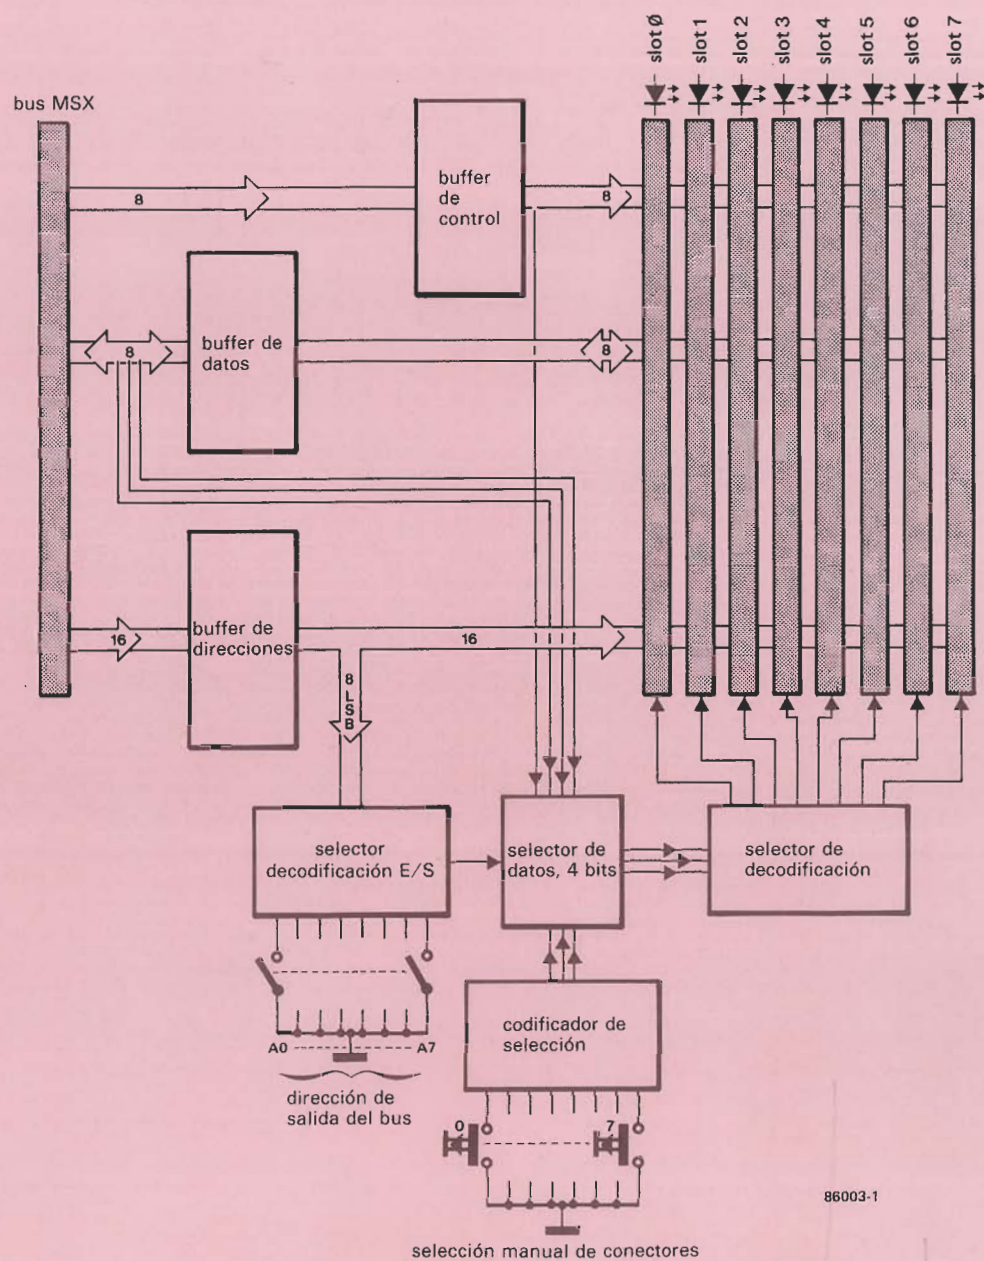 slot 0
slot 1
slot 2
slot 3
slot 4
slot 5
slot 6
slot 7
bus MSX
8
buffer
de
control
8
8
buffer de
datos
8
16
buffer de
direcciones
16
8
L
S
B
selector
decodificación E/S
selector de
datos, 4 bits
selector de
decodificación
A0
A7
dirección de
salida del bus
codificador de
selección
0
7
86003-1
selección manual de conectores